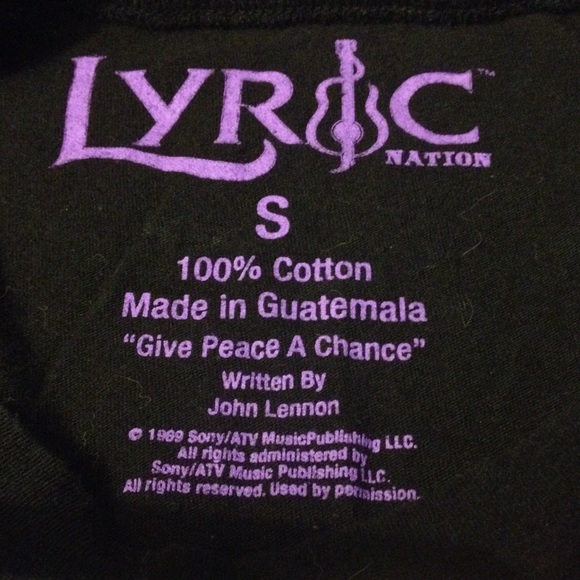 LYRIC™
NATION
S
100% Cotton
Made in Guatemala
“Give Peace A Chance”
Written By
John Lennon
© 1969 Sony/ATV MusicPublishing LLC.
All rights administered by
Sony/ATV Music Publishing LLC.
All rights reserved. Used by permission.